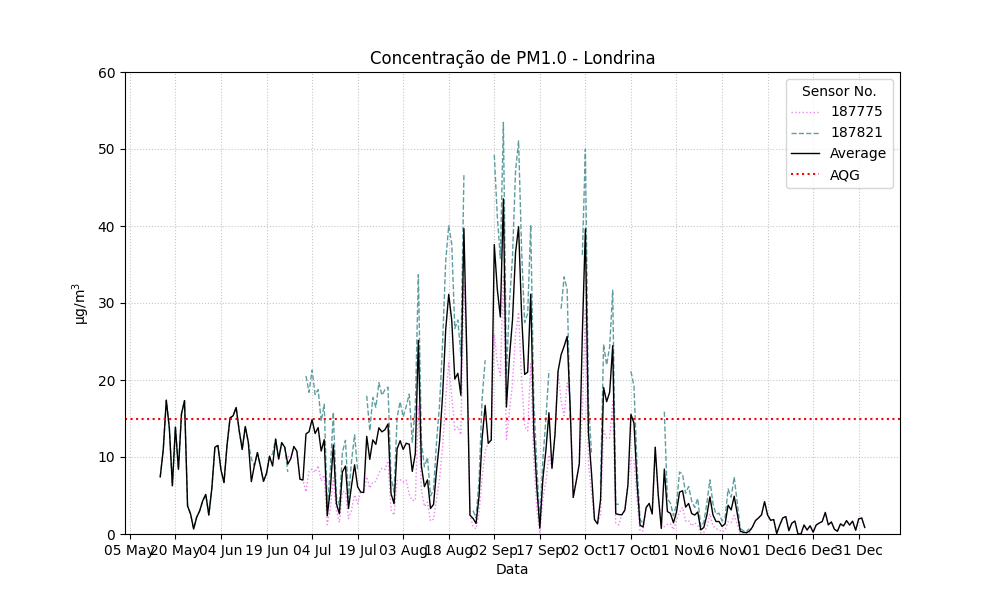 Concentração de PM1.0 - Londrina
60
50
40
30
20
10
0
µg/m³
Sensor No.
187775
187821
Average
AQG
05 May 20 May 04 Jun 19 Jun 04 Jul 19 Jul 03 Aug 18 Aug 02 Sep 17 Sep 02 Oct 17 Oct 01 Nov 16 Nov 01 Dec 16 Dec 31 Dec
Data